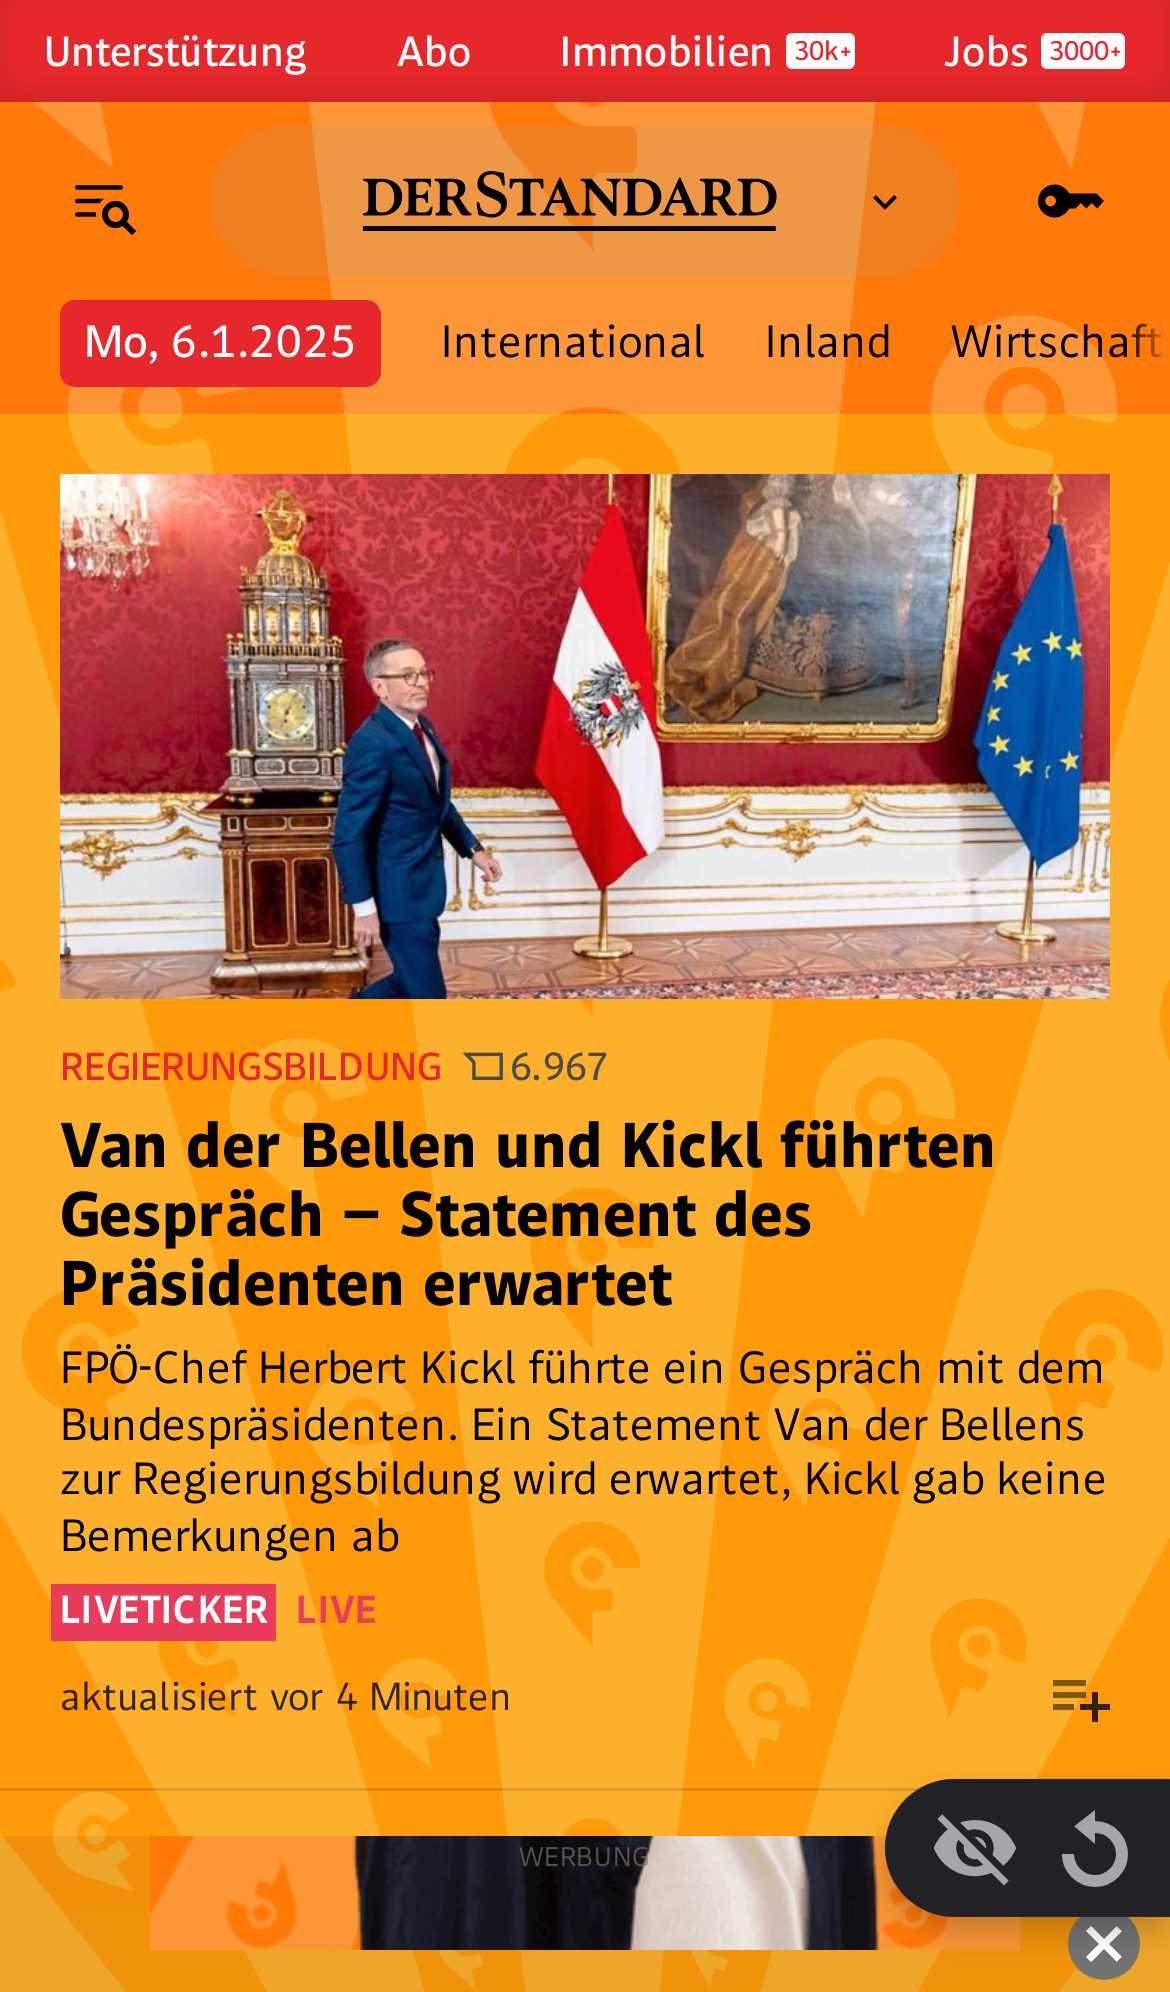 Unterstützung Abo Immobilien 30k+ Jobs 3000+
DERSTANDARD
Mo, 6.1.2025 International Inland Wirtschaft
REGIERUNGSBILDUNG 6.967
Van der Bellen und Kickl führten
Gespräch – Statement des
Präsidenten erwartet
FPÖ-Chef Herbert Kickl führte ein Gespräch mit dem
Bundespräsidenten. Ein Statement Van der Bellens
zur Regierungsbildung wird erwartet, Kickl gab keine
Bemerkungen ab
LIVETICKER LIVE
aktualisiert vor 4 Minuten
WERBUNG